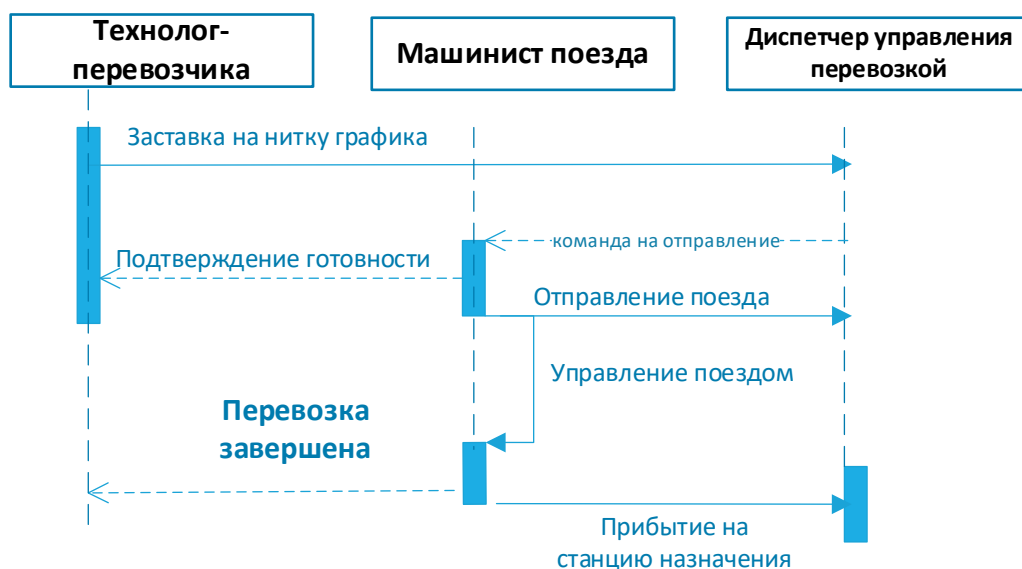 Технолог-
перевозчика
Машинист поезда
Диспетчер управления
перевозкой
Заставка на нитку графика
команда на отправление
Подтверждение готовности
Отправление поезда
Управление поездом
Перевозка
завершена
Прибытие на
станцию назначения